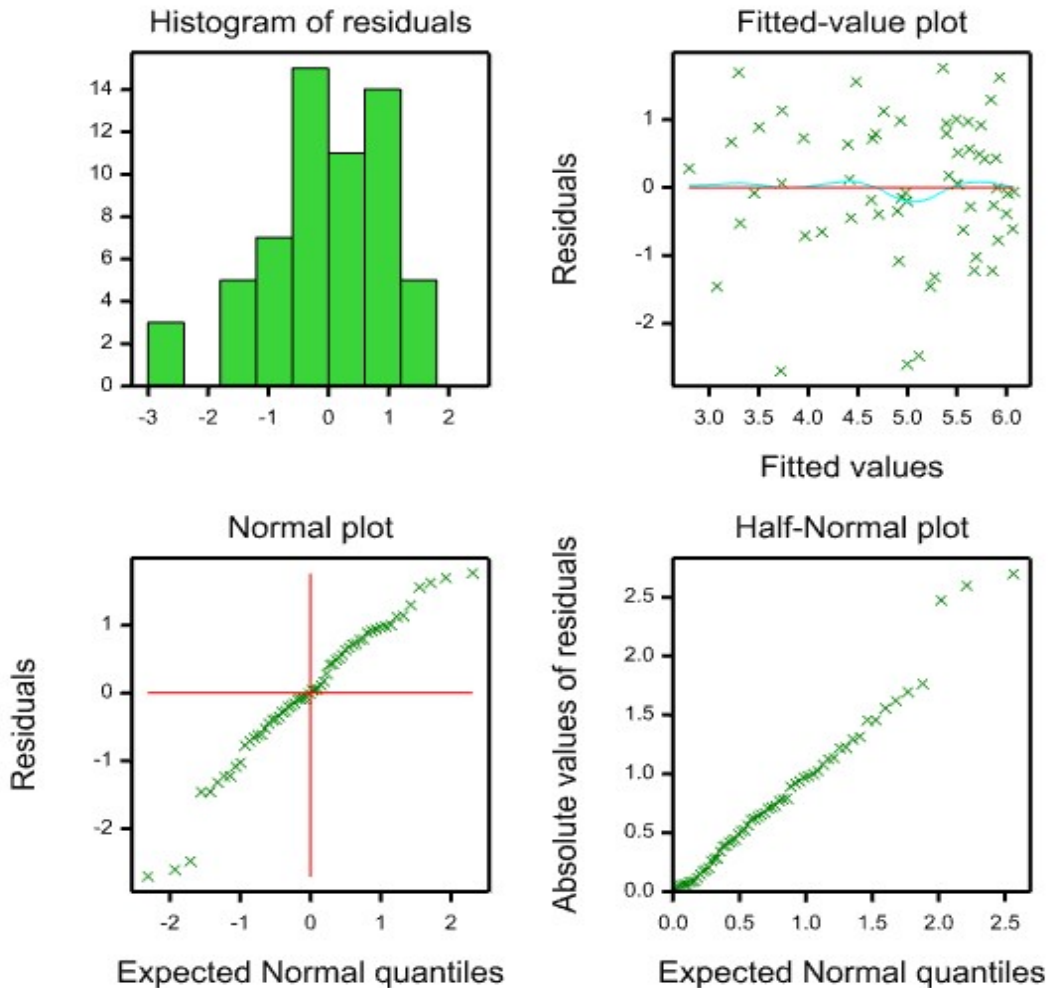 Histogram of residuals
14
12
10
8
6
4
2
0
-3 -2 -1 0 1 2
Fitted-value plot
Residuals
1
0
-1
-2
3.0 3.5 4.0 4.5 5.0 5.5 6.0
Fitted values
Normal plot
Residuals
1
0
-1
-2
-2 -1 0 1 2
Expected Normal quantiles
Half-Normal plot
Absolute values of residuals
2.5
2.0
1.5
1.0
0.5
0.0
0.0 0.5 1.0 1.5 2.0 2.5
Expected Normal quantiles